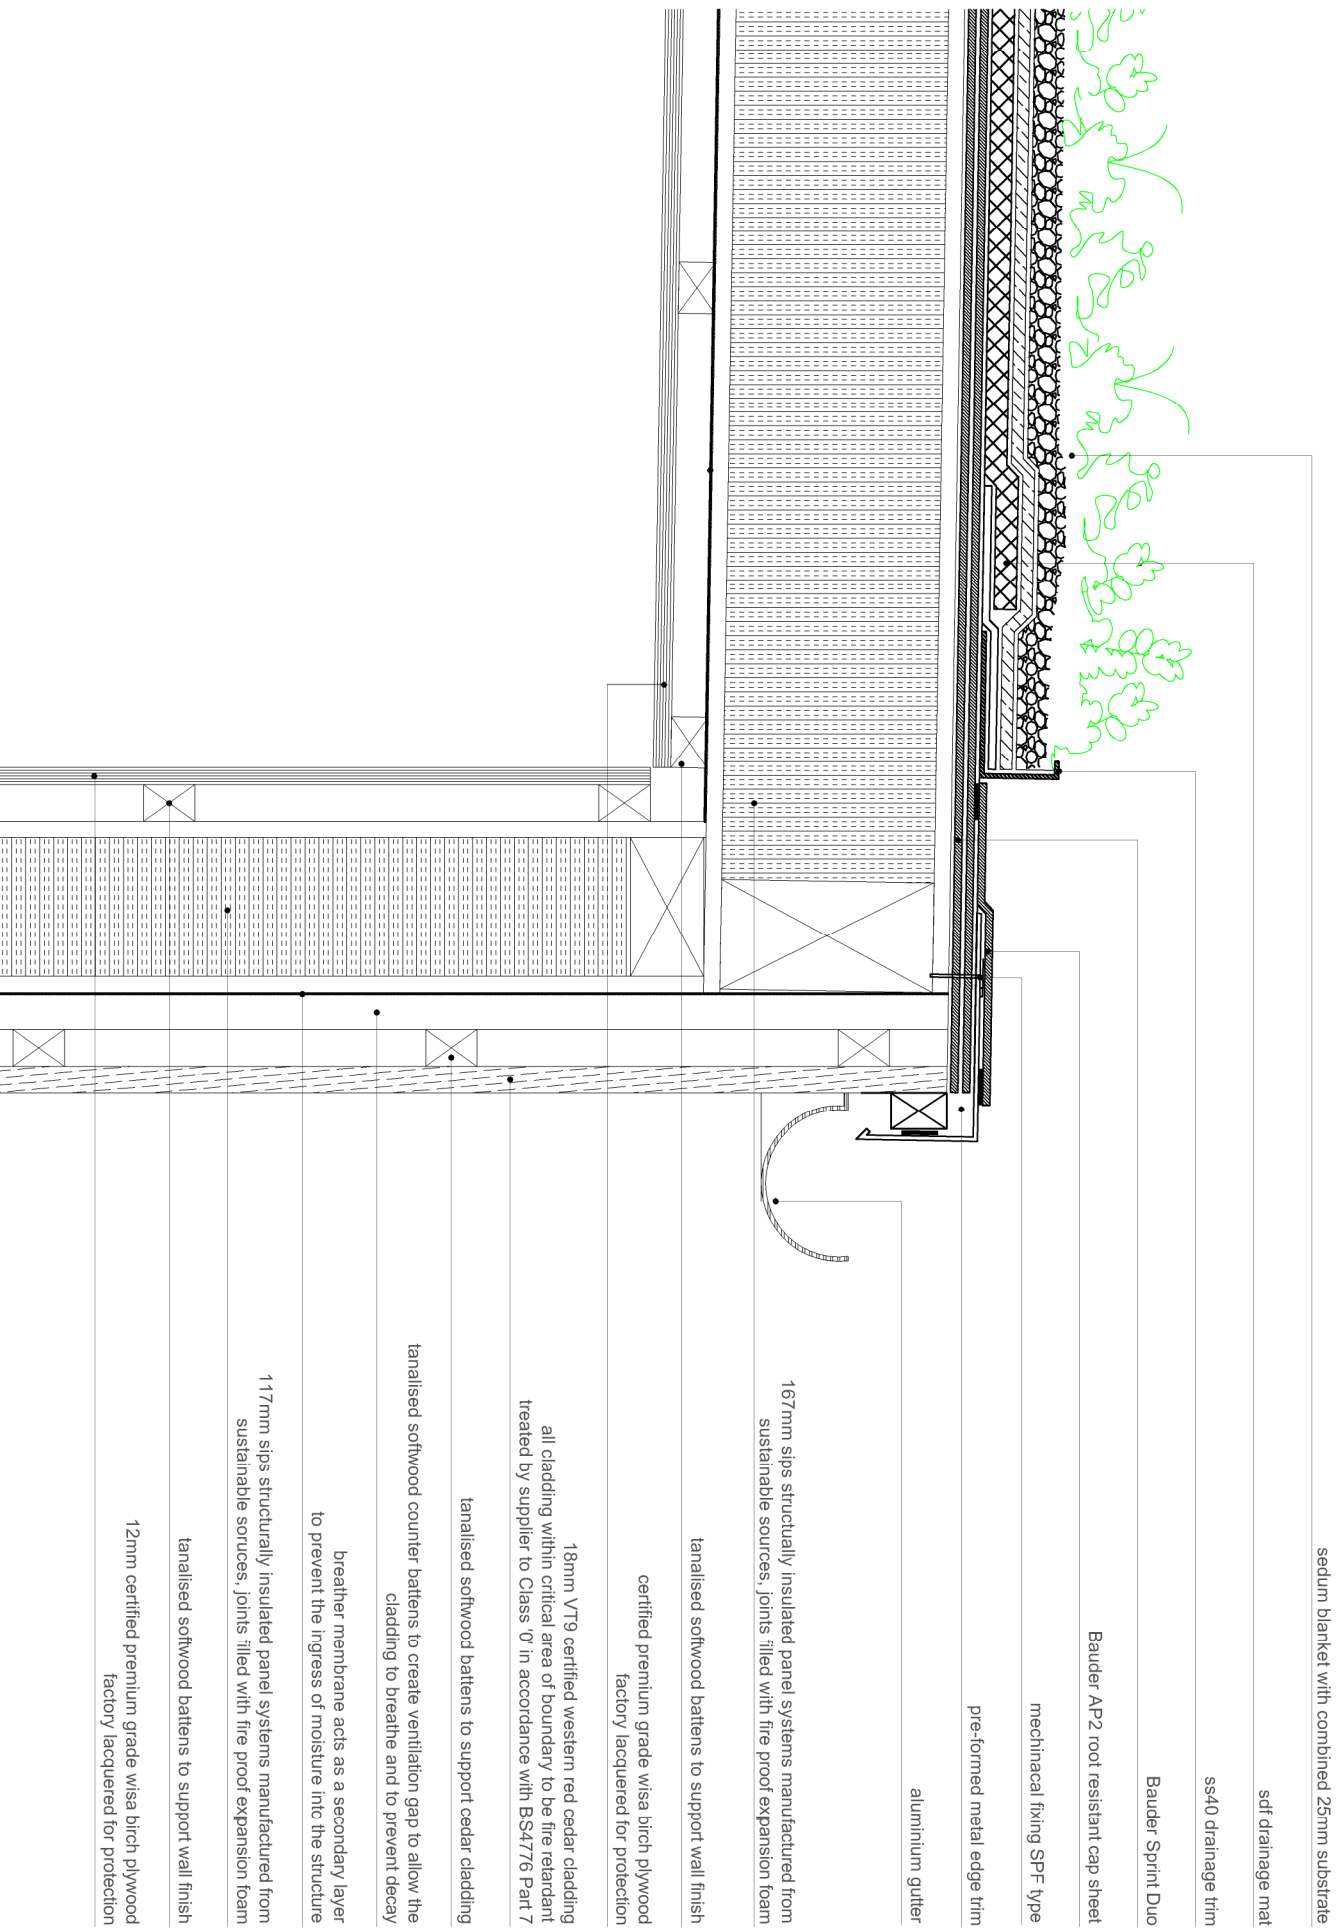 sedum blanket with combined 25mm substrate
sdf drainage mat
ss40 drainage trim
Bauder Sprint Duo
Bauder AP2 root resistant cap sheet
mechinacal fixing SPF type
pre-formed metal edge trim
aluminium gutter
167mm sips structually insulated panel systems manufactured from
sustainable sources, joints filled with fire proof expansion foam
tanalised softwood battens to support wall finish
certified premium grade wisa birch plywood
factory lacquered for protection
18mm VT9 certified western red cedar cladding
all cladding within critical area of boundary to be fire retardant
treated by supplier to Class '0' in accordance with BS4776 Part 7
tanalised softwood battens to support cedar cladding
tanalised softwood counter battens to create ventilation gap to allow the
cladding to breathe and to prevent decay
breather membrane acts as a secondary layer
to prevent the ingress of moisture into the structure
117mm sips structurally insulated panel systems manufactured from
sustainable soruces, joints filled with fire proof expansion foam
tanalised softwood battens to support wall finish
12mm certified premium grade wisa birch plywood
factory lacquered for protection